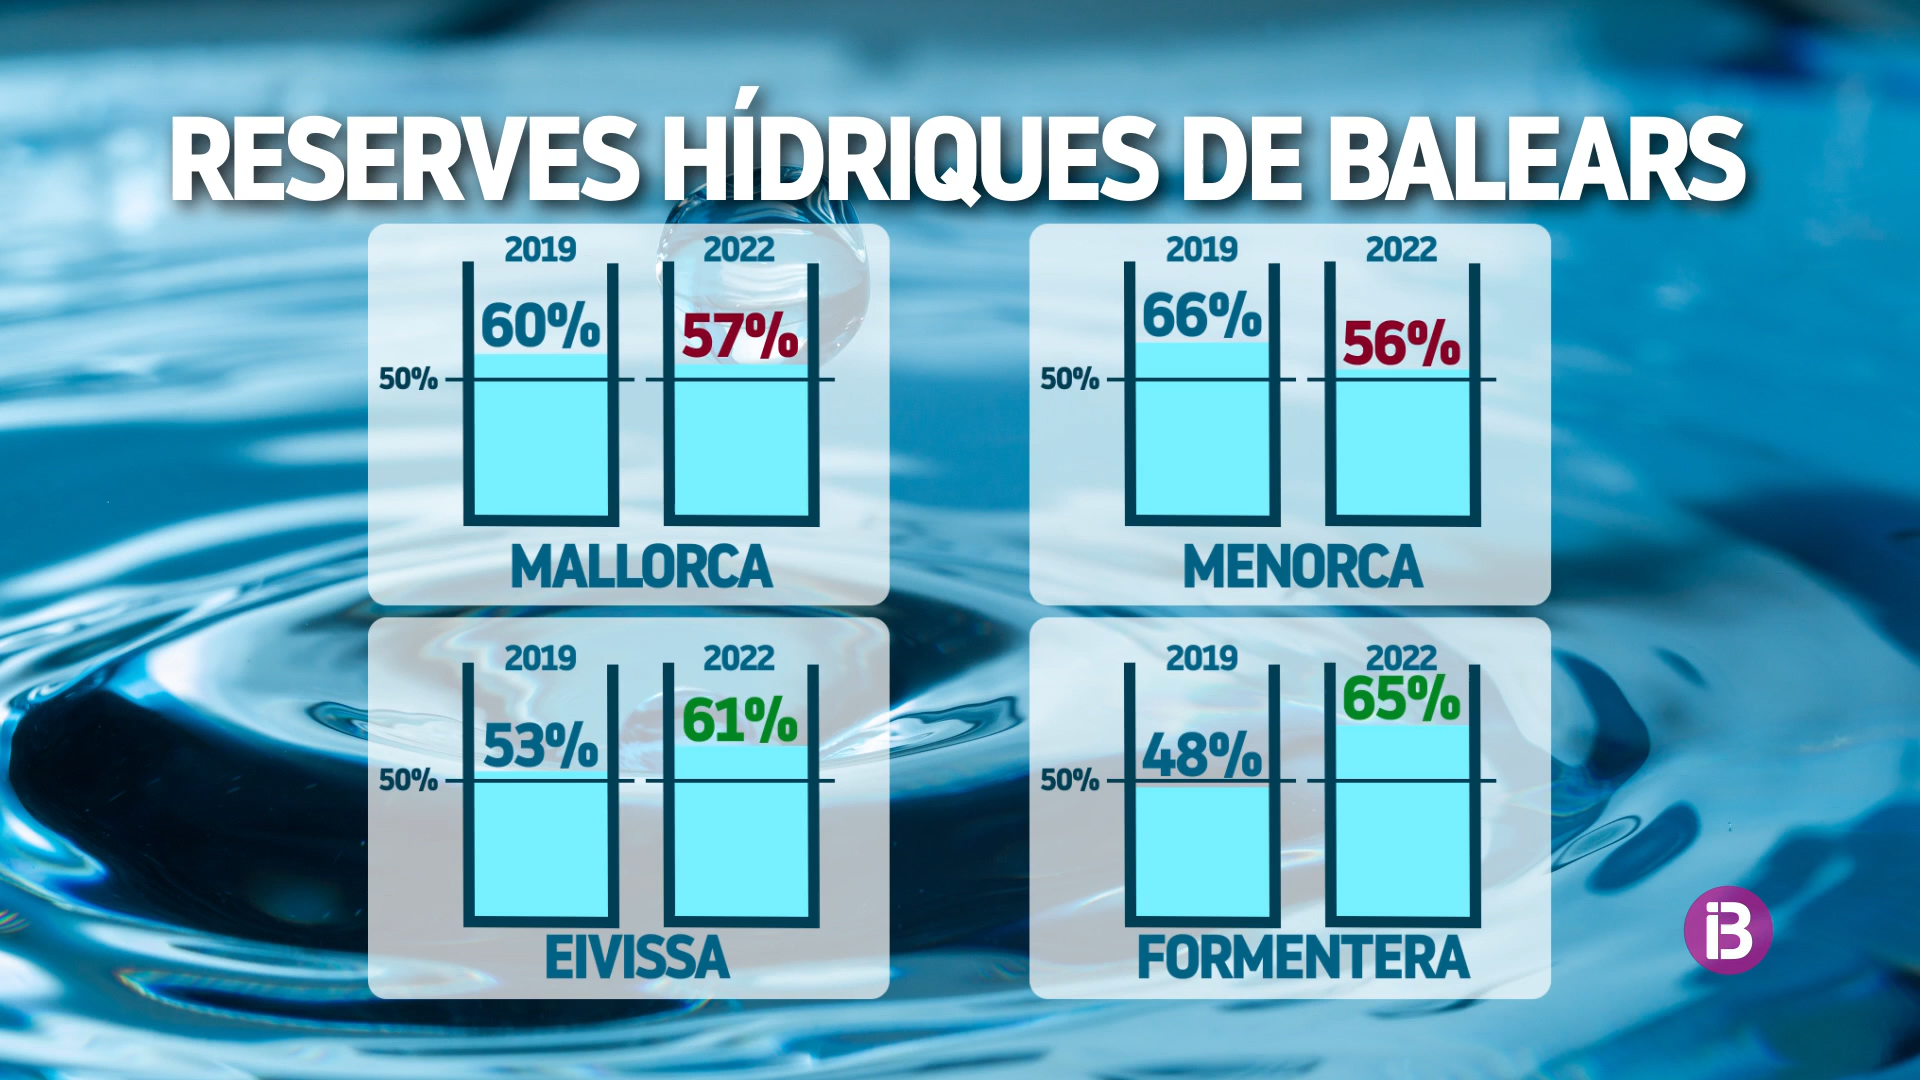 RESERVES HÍDRIQUES DE BALEARS
2019 2022
60% 57%
50%
MALLORCA
2019 2022
66% 56%
50%
MENORCA
2019 2022
53% 61%
50%
EIVISSA
2019 2022
48% 65%
50%
FORMENTERA
iB